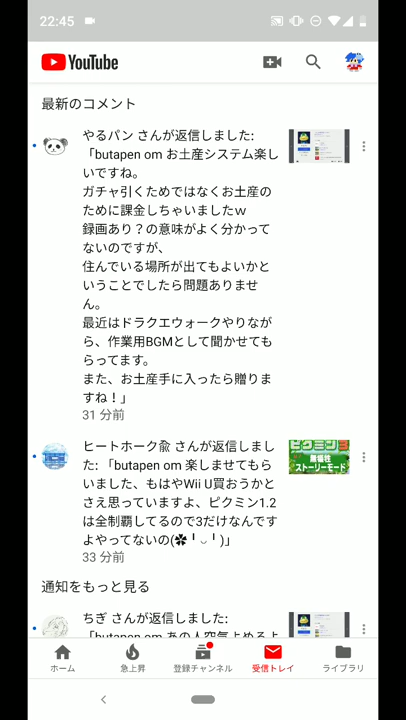 22:45
YouTube
最新のコメント
やるパン さんが返信しました:
「butapen om お土産システム楽し
いですね。
ガチャ引くためではなくお土産の
ために課金しちゃいましたｗ
録画あり？の意味がよく分かって
ないのですが、
住んでいる場所が出てもよいかと
いうことでしたら問題ありませ
ん。
最近はドラクエウォークやりなが
ら、作業用BGMとして聞かせても
らってます。
また、お土産手に入ったら贈りま
すね！」
31 分前
ヒートホーク㊗ さんが返信しまし
た: 「butapen om 楽しませてもら
いました、もはやWii U買おうかと
さえ思っていますよ、ピクミン1.2
は全制覇してるので3だけなんです
よやってないの(✽╹◡╹)」
33 分前
ピクミン3
ストーリーモード
通知をもっと見る
ちぎ さんが返信しました:
「butapen om あの人空気よめるよ
ホーム
急上昇
登録チャンネル
受信トレイ
ライブラリ